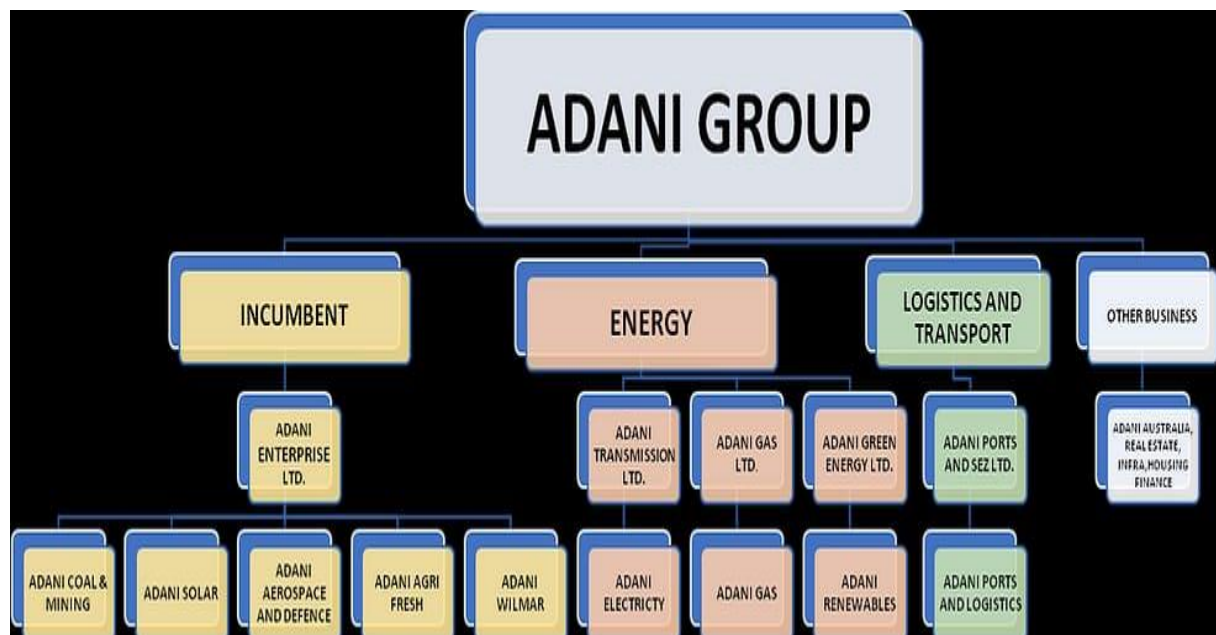 ADANI GROUP
INCUMBENT
ENERGY
LOGISTICS AND
TRANSPORT
OTHER BUSINESS
ADANI
ENTERPRISE
LTD.
ADANI
TRANSMISSION
LTD.
ADANI GAS
LTD.
ADANI GREEN
ENERGY LTD.
ADANI PORTS
AND SEZ LTD.
ADANI AUSTRALIA,
REAL ESTATE,
INFRA,HOUSING
FINANCE
ADANI COAL &
MINING
ADANI SOLAR
ADANI
AEROSPACE
AND DEFENCE
ADANI AGRI
FRESH
ADANI
WILMAR
ADANI
ELECTRICTY
ADANI GAS
ADANI
RENEWABLES
ADANI PORTS
AND LOGISTICS